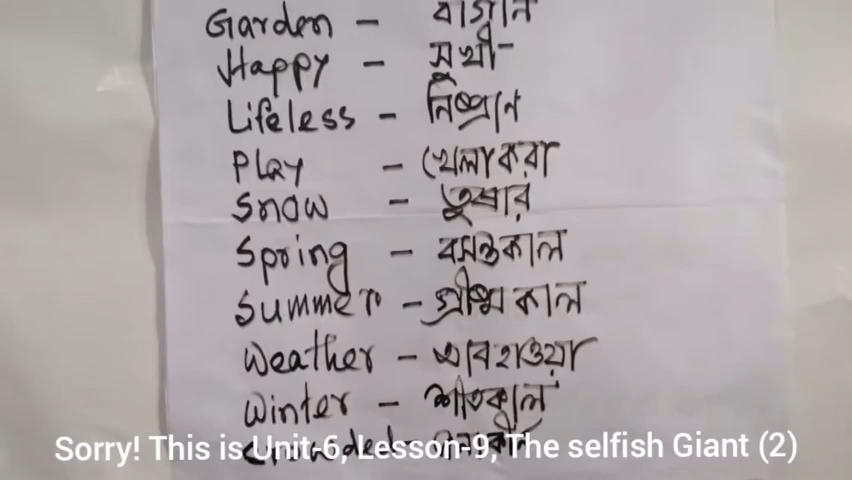 Garden - বাগান
Happy - সুখী
Lifeless - নিষ্প্রাণ
Play - খেলা করা
Snow - তুষার
Spring - বসন্তকাল
Summer - গ্রীষ্মকাল
Weather - আবহাওয়া
Winter - শীতকাল
Crowded -
Sorry! This is Unit-6, Lesson-9, The selfish Giant (2)